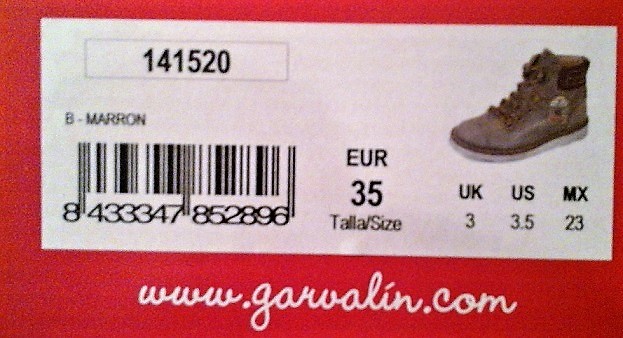 141520
B - MARRON
8 433347 852896
EUR
35
Talla/Size
UK US MX
3 3.5 23
www.garvalín.com